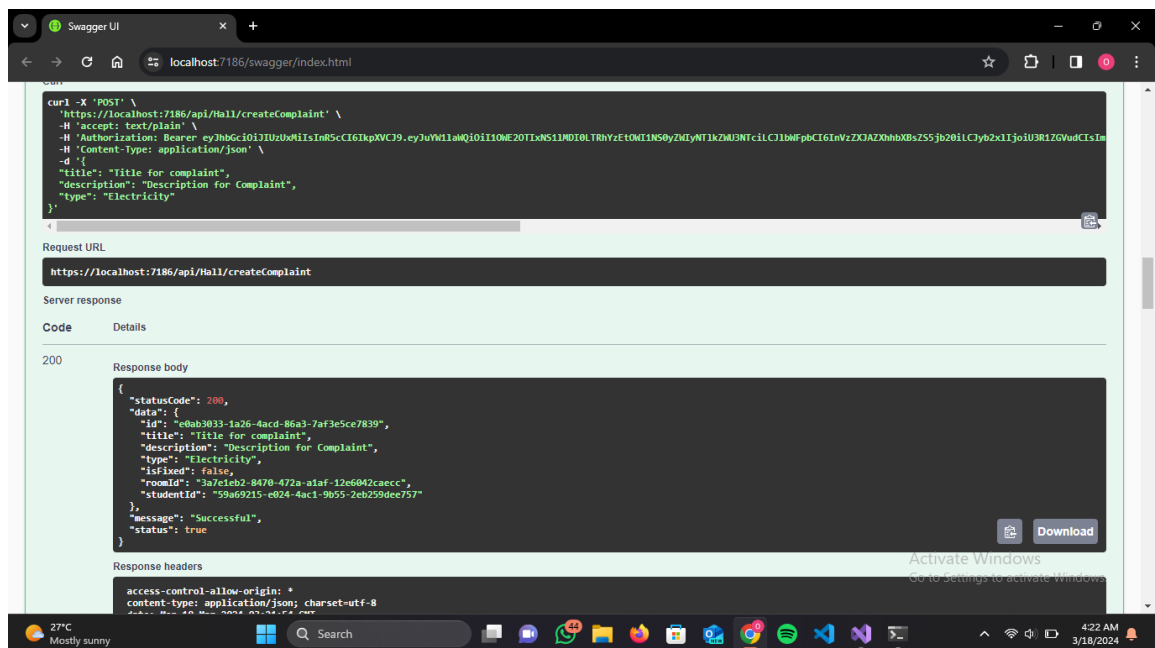 Swagger UI
localhost:7186/swagger/index.html
Curl
curl -X 'POST' \
'https://localhost:7186/api/Hall/createComplaint' \
-H 'accept: text/plain' \
-H 'Authorization: Bearer
-H 'Content-Type: application/json' \
-d '{
"title": "Title for complaint",
"description": "Description for Complaint",
"type": "Electricity"
}'
Request URL
https://localhost:7186/api/Hall/createComplaint
Server response
Code Details
200
Response body
{
"statusCode": 200,
"data": {
"id": "e0ab3033-1a26-4acd-86a3-7af3e5ce7839",
"title": "Title for complaint",
"description": "Description for Complaint",
"type": "Electricity",
"isFixed": false,
"roomId": "3a7e1eb2-8470-472a-a1af-12e6042caecc",
"studentId": "59a69215-e024-4ac1-9b55-2eb259dee757"
},
"message": "Successful",
"status": true
}
Download
Response headers
access-control-allow-origin: *
content-type: application/json; charset=utf-8
Activate Windows
Go to Settings to activate Windows.
27°C
Mostly sunny
Search
44
4:22 AM
3/18/2024